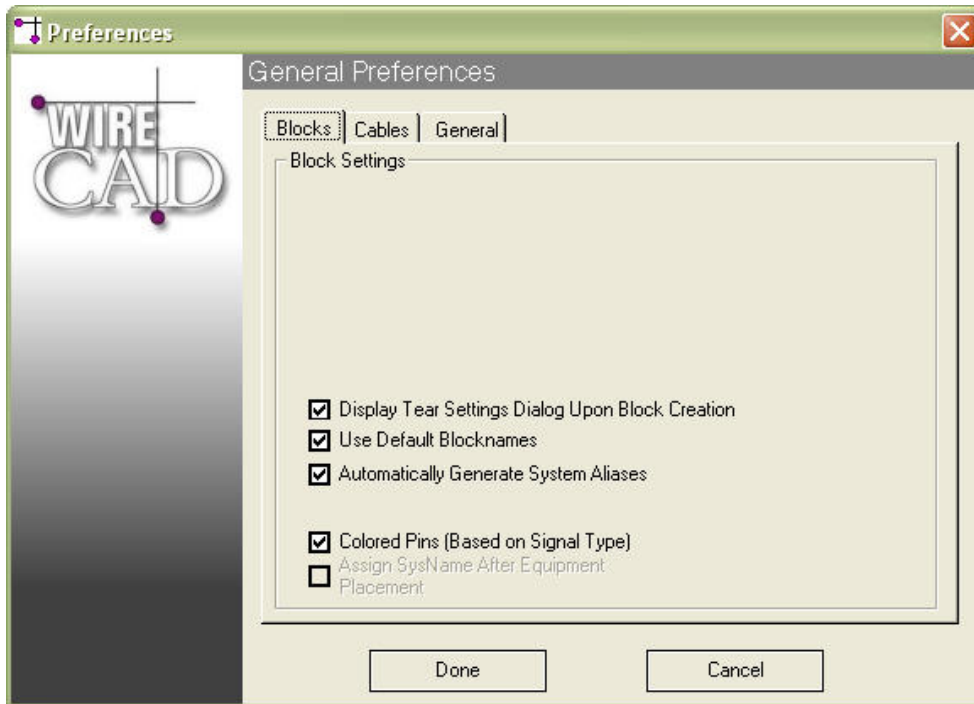 Preferences
General Preferences
WIRE
CAD
Blocks Cables General
Block Settings
Display Tear Settings Dialog Upon Block Creation
Use Default Blocknames
Automatically Generate System Aliases
Colored Pins (Based on Signal Type)
Assign SysName After Equipment
Placement
Done Cancel